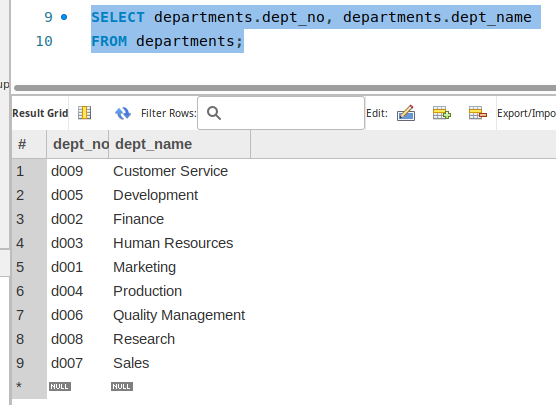 9 SELECT departments.dept_no, departments.dept_name
10 FROM departments;
up
Result Grid Filter Rows: Edit: Export/Impo
# dept_no dept_name
1 d009 Customer Service
2 d005 Development
3 d002 Finance
4 d003 Human Resources
5 d001 Marketing
6 d004 Production
7 d006 Quality Management
8 d008 Research
9 d007 Sales
* NULL NULL